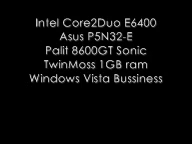 Intel Core2Duo E6400
Asus P5N32-E
Palit 8600GT Sonic
TwinMoss 1GB ram
Windows Vista Bussiness